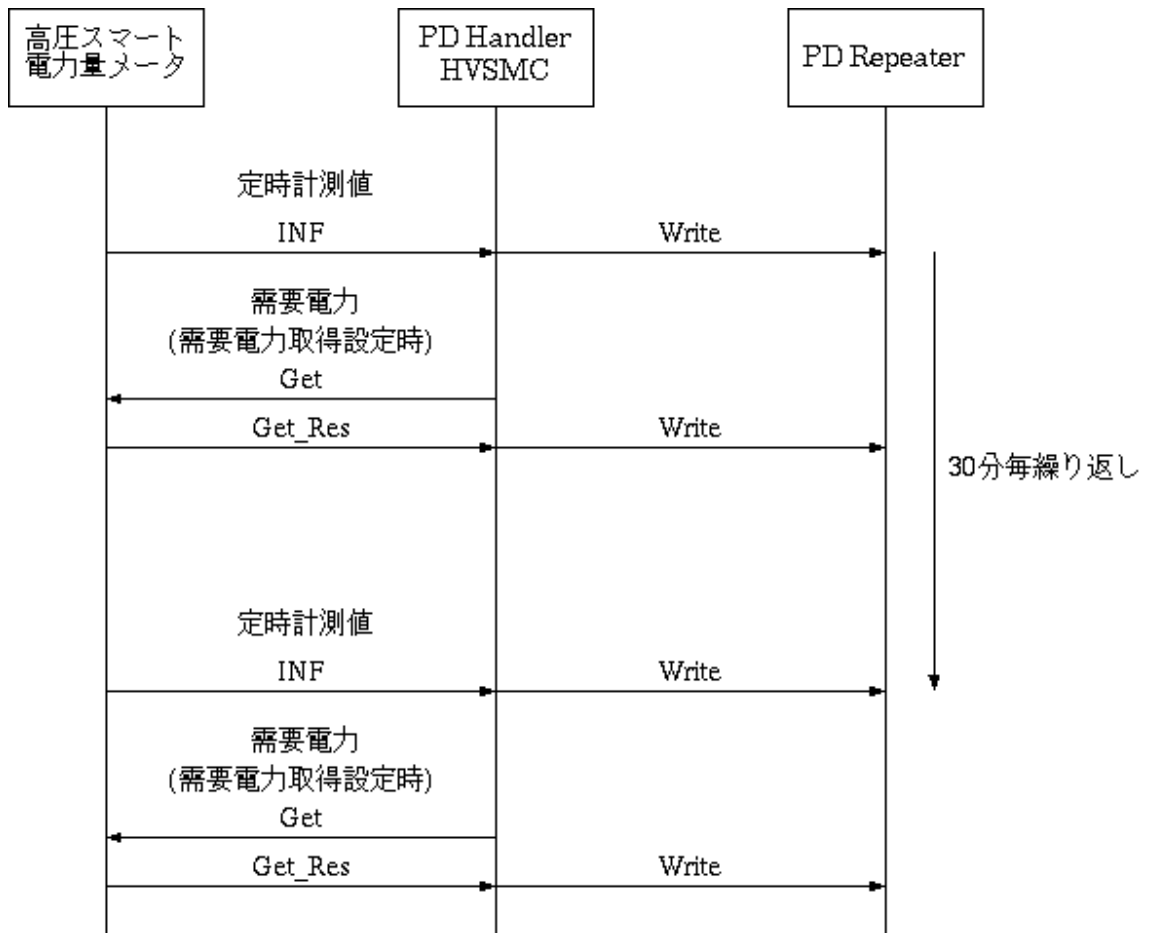 高圧スマート
電力量メータ
PD Handler
HVSMC
PD Repeater
定時計測値
INF
Write
需要電力
(需要電力取得設定時)
Get
Get_Res
Write
30分毎繰り返し
定時計測値
INF
Write
需要電力
(需要電力取得設定時)
Get
Get_Res
Write